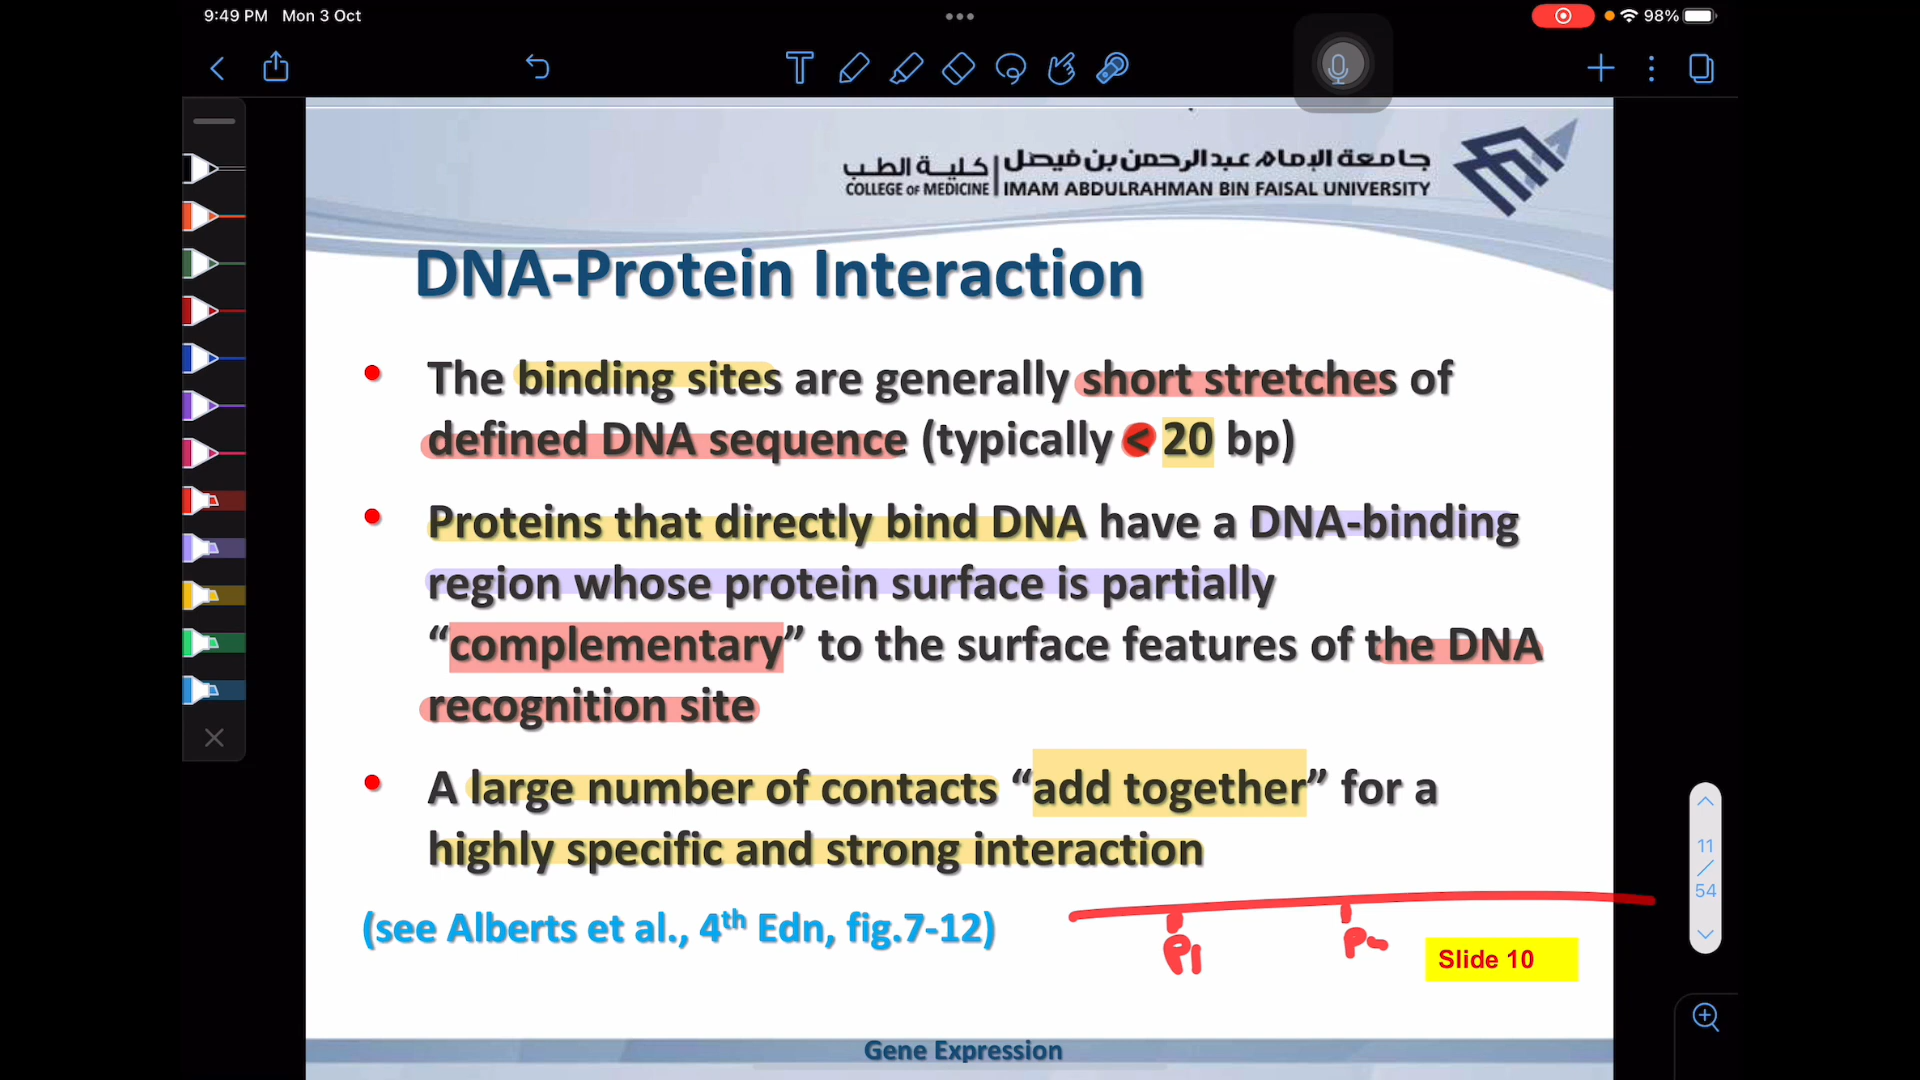 9:49 PM Mon 3 Oct
98%
كلية الطب | جامعة الإمام عبدالرحمن بن فيصل
COLLEGE OF MEDICINE | IMAM ABDULRAHMAN BIN FAISAL UNIVERSITY
DNA-Protein Interaction
• The binding sites are generally short stretches of
defined DNA sequence (typically < 20 bp)
• Proteins that directly bind DNA have a DNA-binding
region whose protein surface is partially
“complementary” to the surface features of the DNA
recognition site
• A large number of contacts “add together” for a
highly specific and strong interaction
(see Alberts et al., 4th Edn, fig.7-12)
P1
Slide 10
11
/
54
Gene Expression